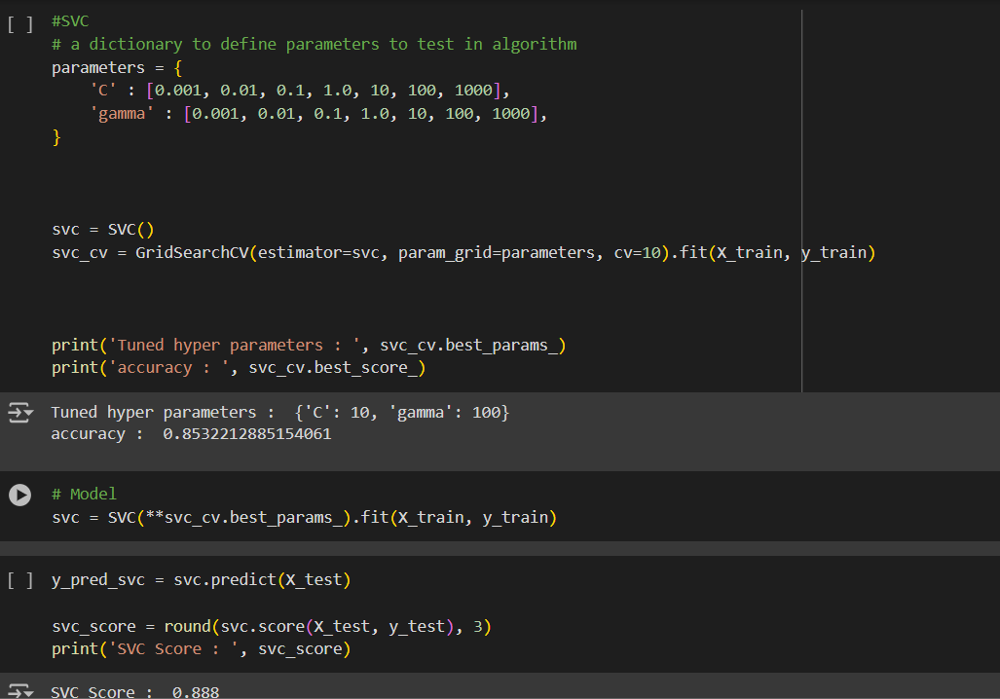 [ ] #SVC
# a dictionary to define parameters to test in algorithm
parameters = {
    'C' : [0.001, 0.01, 0.1, 1.0, 10, 100, 1000],
    'gamma' : [0.001, 0.01, 0.1, 1.0, 10, 100, 1000],
}
svc = SVC()
svc_cv = GridSearchCV(estimator=svc, param_grid=parameters, cv=10).fit(X_train, y_train)
print('Tuned hyper parameters : ', svc_cv.best_params_)
print('accuracy : ', svc_cv.best_score_)
Tuned hyper parameters :  {'C': 10, 'gamma': 100}
accuracy :  0.8532212885154061
# Model
svc = SVC(**svc_cv.best_params_).fit(X_train, y_train)
[ ] y_pred_svc = svc.predict(X_test)
svc_score = round(svc.score(X_test, y_test), 3)
print('SVC Score : ', svc_score)
SVC Score :  0.888